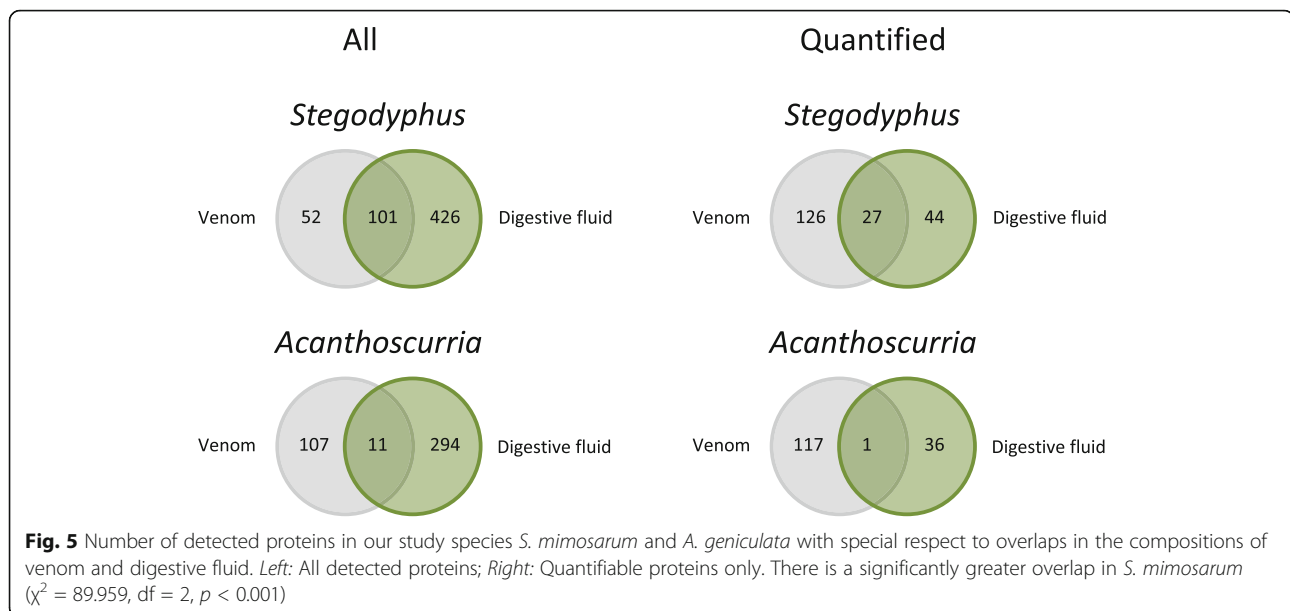 All
Quantified
Stegodyphus
Stegodyphus
Venom 52 101 426 Digestive fluid
Venom 126 27 44 Digestive fluid
Acanthoscurria
Acanthoscurria
Venom 107 11 294 Digestive fluid
Venom 117 1 36 Digestive fluid
Fig. 5 Number of detected proteins in our study species S. mimosarum and A. geniculata with special respect to overlaps in the compositions of
venom and digestive fluid. Left: All detected proteins; Right: Quantifiable proteins only. There is a significantly greater overlap in S. mimosarum
(χ² = 89.959, df = 2, p < 0.001)